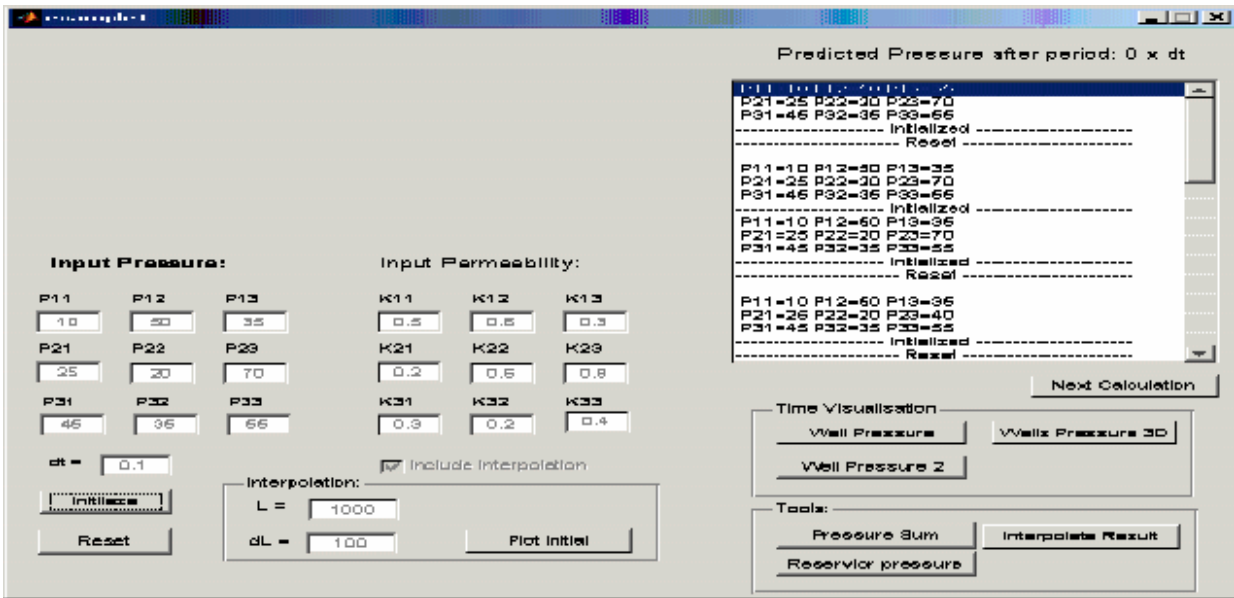 Predicted Pressure after period: 0 x dt
P21=25 P22=20 P23=70
P31=45 P32=35 P33=55
--------------------- Initialized ----------------------
----------------------- Reset ------------------------
P11=10 P12=50 P13=35
P21=25 P22=20 P23=70
P31=45 P32=35 P33=55
--------------------- Initialized ----------------------
P11=10 P12=50 P13=35
P21=25 P22=20 P23=70
P31=45 P32=35 P33=55
--------------------- Initialized ----------------------
----------------------- Reset ------------------------
P11=10 P12=50 P13=35
P21=25 P22=20 P23=40
P31=45 P32=35 P33=55
--------------------- Initialized ----------------------
----------------------- Reset ------------------------
Next Calculation
Input Pressure:
P11 P12 P13
10 50 35
P21 P22 P23
25 20 70
P31 P32 P33
45 35 55
dt = 0.1
Initlieze
Reset
Input Permeability:
K11 K12 K13
0.5 0.6 0.3
K21 K22 K23
0.2 0.6 0.8
K31 K32 K33
0.3 0.2 0.4
Include Interpolation
Interpolation:
L = 1000
dL = 100
Plot Initial
Time Visualisation
Well Pressure
Wells Pressure 3D
Well Pressure 2
Tools:
Pressure Sum
Interpolate Result
Reservior pressure